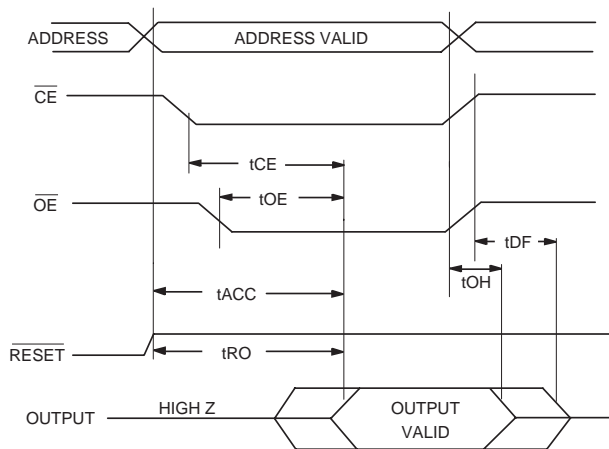 ADDRESS
ADDRESS VALID
CE
tCE
tOE
OE
tDF
tOH
tACC
RESET
tRO
HIGH Z
OUTPUT
OUTPUT
VALID